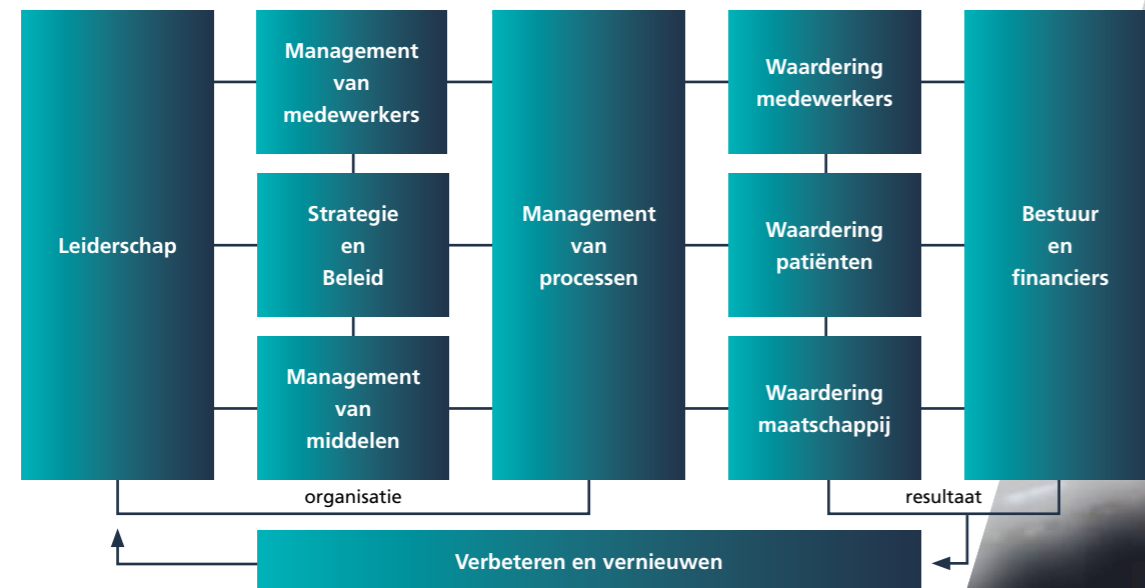 Leiderschap
Management
van
medewerkers
Strategie
en
Beleid
Management
van
middelen
Management
van
processen
Waardering
medewerkers
Waardering
patiënten
Waardering
maatschappij
Bestuur
en
financiers
organisatie
resultaat
Verbeteren en vernieuwen